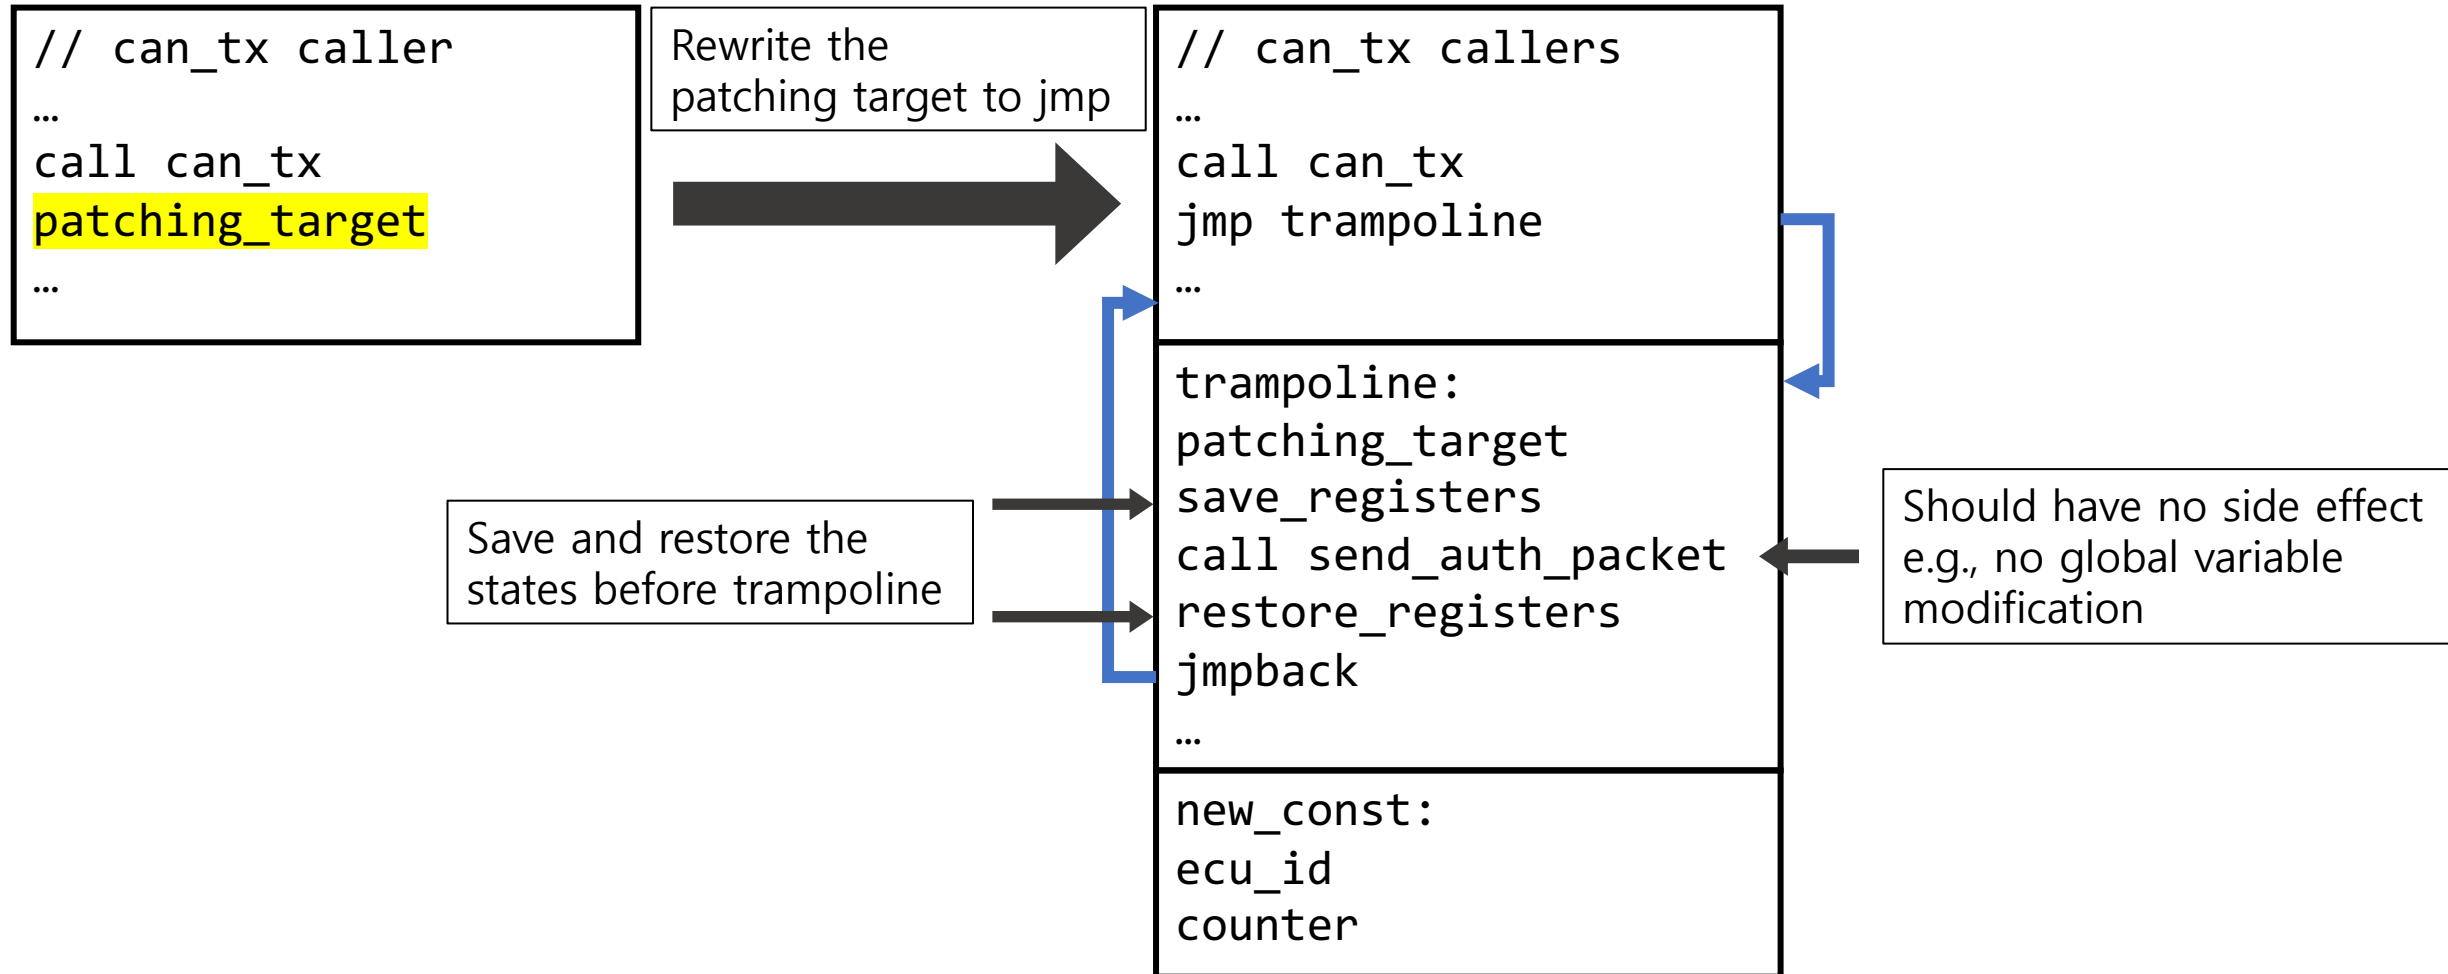 // can_tx caller
…
call can_tx
patching_target
…
Rewrite the
patching target to jmp
// can_tx callers
…
call can_tx
jmp trampoline
…
trampoline:
patching_target
save_registers
call send_auth_packet
restore_registers
jmpback
…
Save and restore the
states before trampoline
Should have no side effect
e.g., no global variable
modification
new_const:
ecu_id
counter